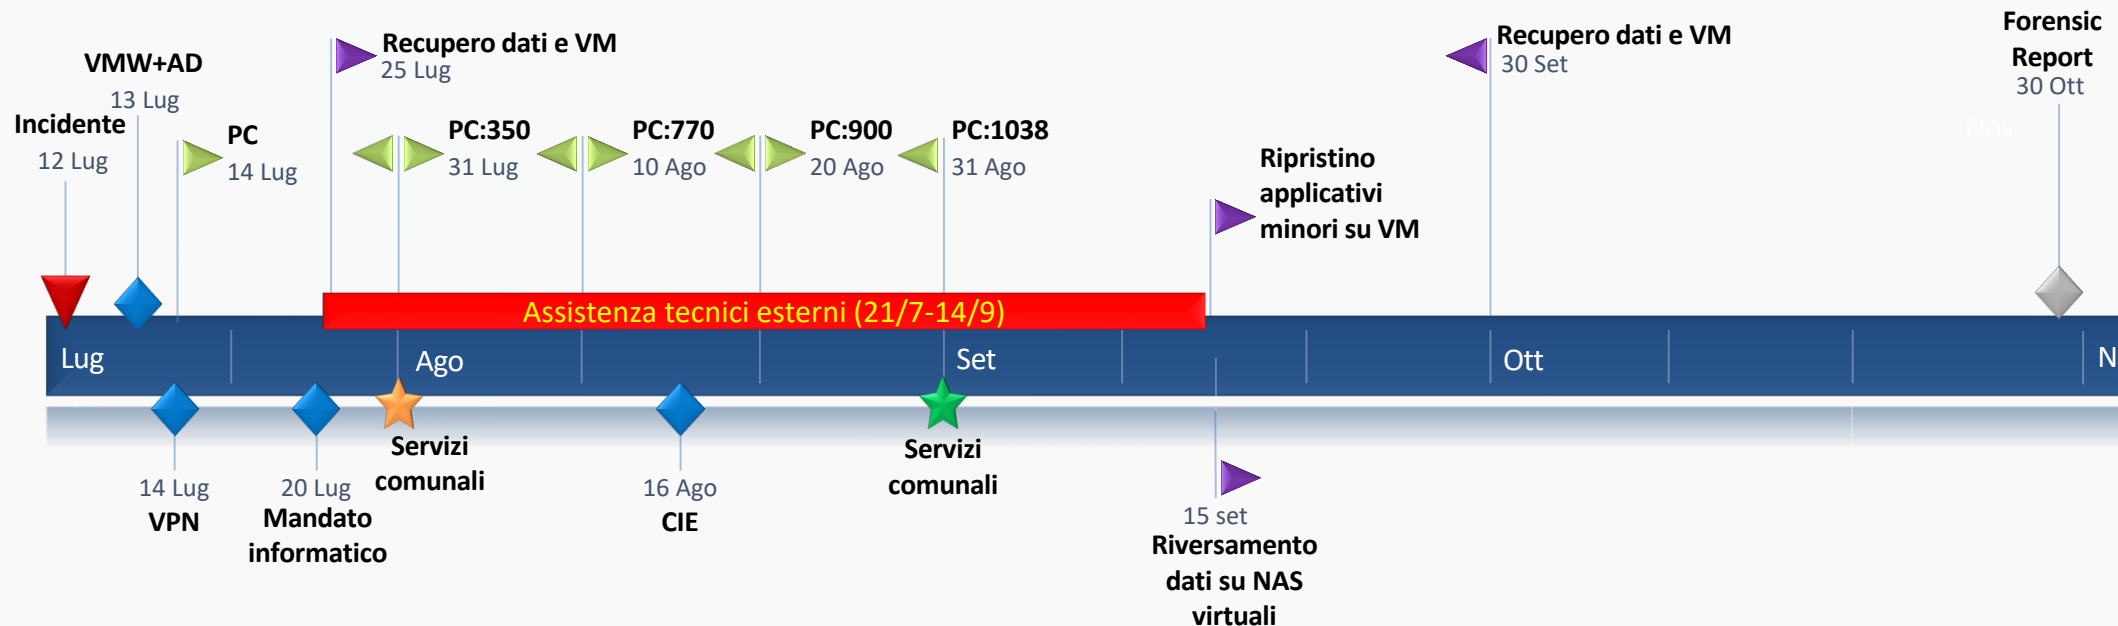 Forensic
Report
30 Ott
Nov
Recupero dati e VM
25 Lug
Recupero dati e VM
30 Set
VMW+AD
13 Lug
Incidente
12 Lug
PC
14 Lug
PC:350
31 Lug
PC:770
10 Ago
PC:900
20 Ago
PC:1038
31 Ago
Ripristino
applicativi
minori su VM
Assistenza tecnici esterni (21/7-14/9)
Lug
Ago
Set
Ott
N
14 Lug
VPN
20 Lug
Mandato
informatico
Servizi
comunali
16 Ago
CIE
Servizi
comunali
15 set
Riversamento
dati su NAS
virtuali